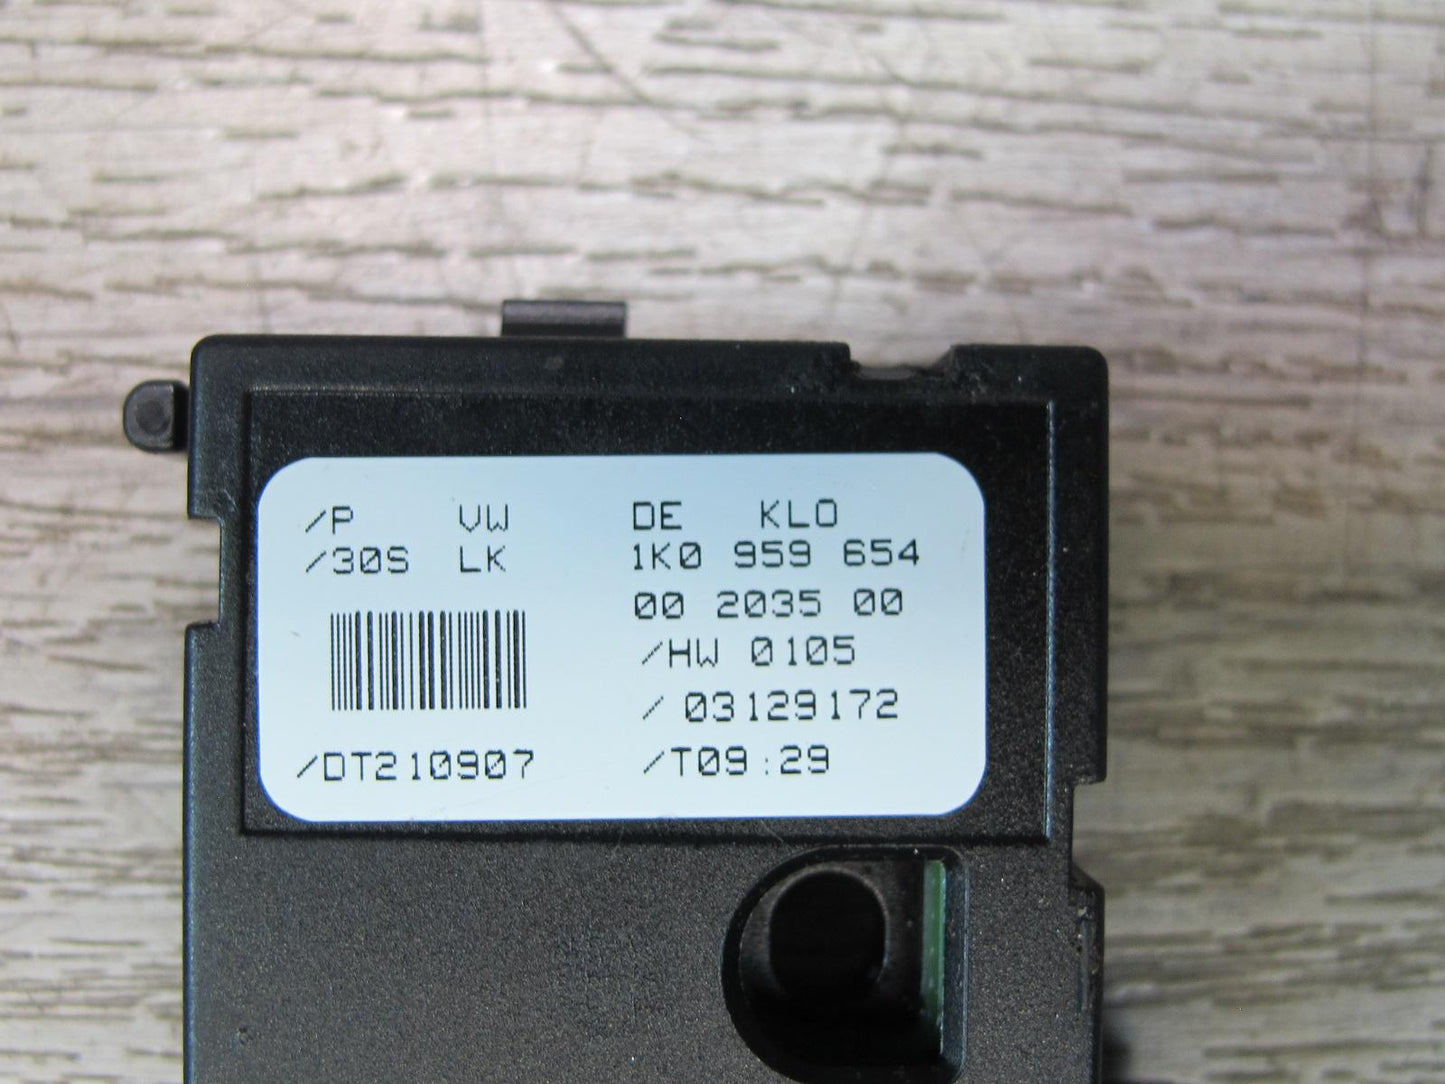 /P VW DE KLO
/30S LK 1K0 959 654
00 2035 00
/HW 0105
/ 03129172
/DT210907 /T09:29